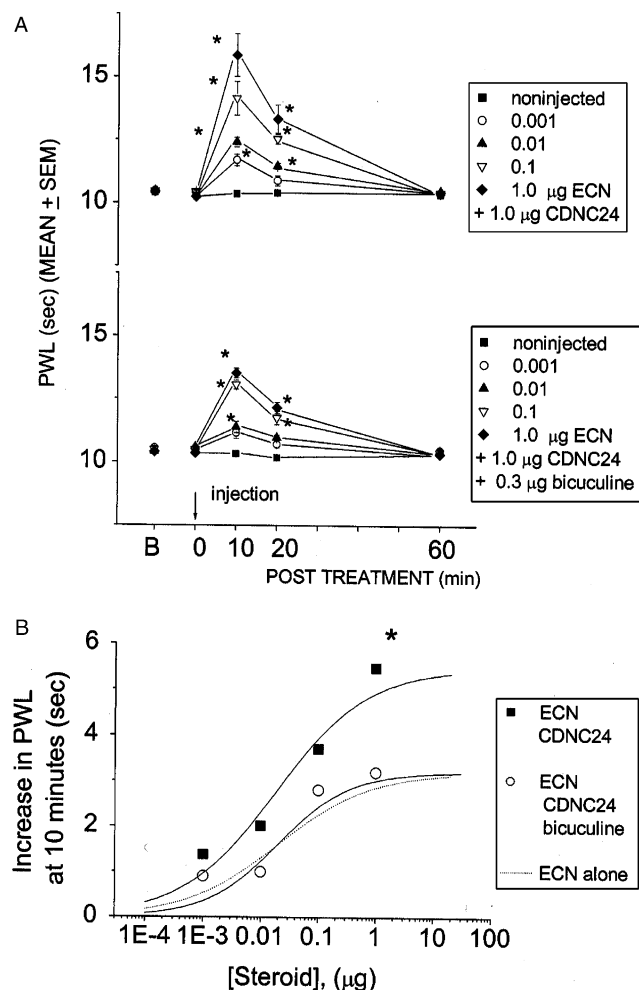 A
PWL (sec) (MEAN ± SEM)
15
10
15
10
* * * * * * *
noninjected
0.001
0.01
0.1
1.0 µg ECN
+ 1.0 µg CDNC24
* * * * *
noninjected
0.001
0.01
0.1
1.0 µg ECN
+ 1.0 µg CDNC24
+ 0.3 µg bicuculine
injection
B 0 10 20 60
POST TREATMENT (min)
B
Increase in PWL
at 10 minutes (sec)
6
4
2
0
*
ECN
CDNC24
ECN
CDNC24
bicuculine
ECN alone
1E-4 1E-3 0.01 0.1 1 10 100
[Steroid], (µg)